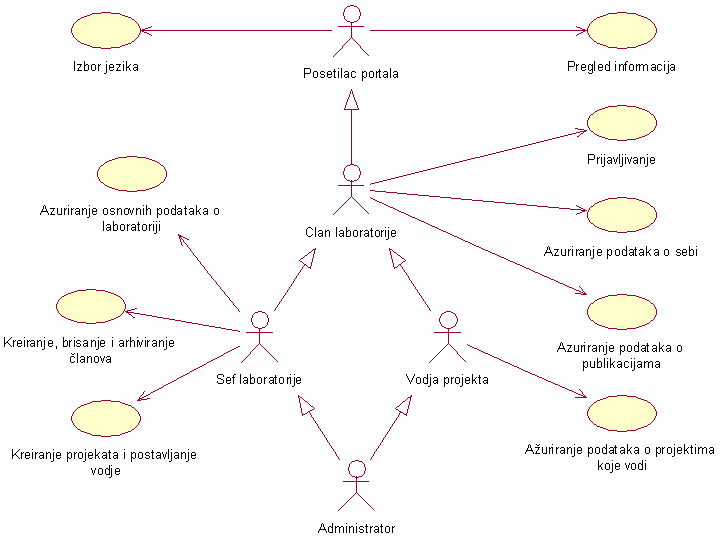 Izbor jezika
Posetilac portala
Pregled informacija
Prijavljivanje
Azuriranje osnovnih podataka o
laboratoriji
Clan laboratorije
Azuriranje podataka o sebi
Kreiranje, brisanje i arhiviranje
članova
Azuriranje podataka o
publikacijama
Sef laboratorije
Vodja projekta
Kreiranje projekata i postavljanje
vodje
Ažuriranje podataka o projektima
koje vodi
Administrator